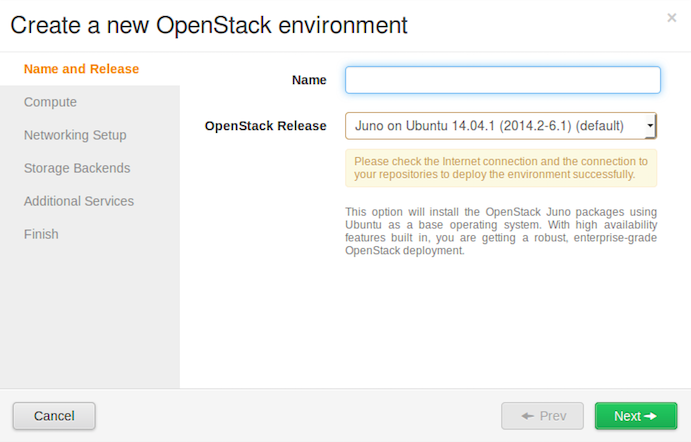 Create a new OpenStack environment
×
Name and Release
Compute
Networking Setup
Storage Backends
Additional Services
Finish
Name
OpenStack Release
Juno on Ubuntu 14.04.1 (2014.2-6.1) (default)
Please check the Internet connection and the connection to
your repositories to deploy the environment successfully.
This option will install the OpenStack Juno packages using
Ubuntu as a base operating system. With high availability
features built in, you are getting a robust, enterprise-grade
OpenStack deployment.
Cancel
← Prev
Next →